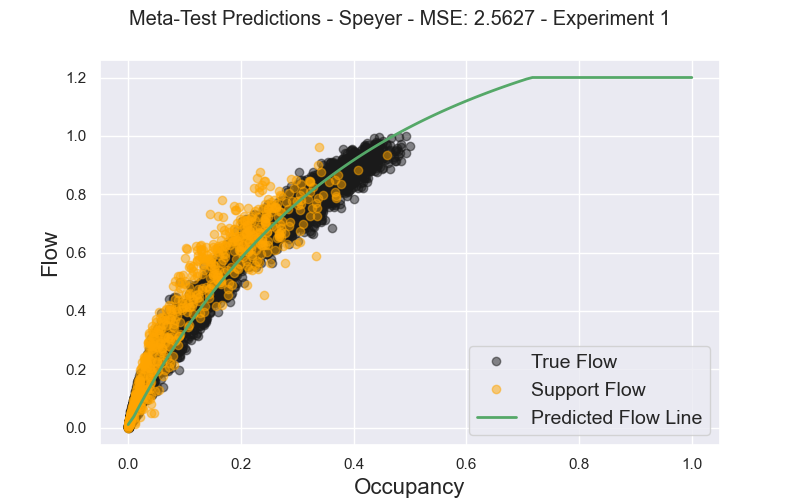 Meta-Test Predictions - Speyer - MSE: 2.5627 - Experiment 1
1.2
1.0
0.8
0.6
0.4
0.2
0.0
Flow
True Flow
Support Flow
Predicted Flow Line
0.0 0.2 0.4 0.6 0.8 1.0
Occupancy